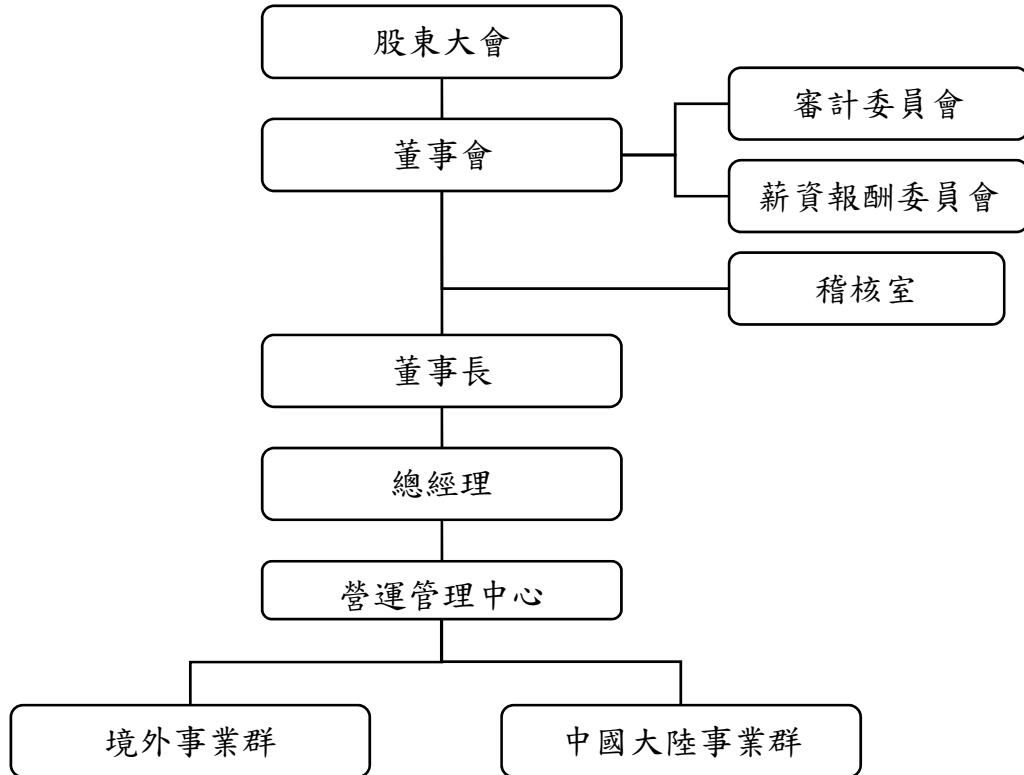 股東大會
董事會
審計委員會
薪資報酬委員會
稽核室
董事長
總經理
營運管理中心
境外事業群
中國大陸事業群